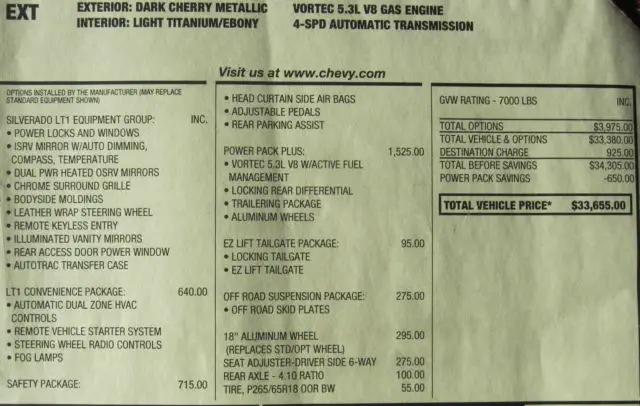 EXT
EXTERIOR: DARK CHERRY METALLIC
INTERIOR: LIGHT TITANIUM/EBONY
VORTEC 5.3L V8 GAS ENGINE
4-SPD AUTOMATIC TRANSMISSION
Visit us at www.chevy.com
OPTIONS INSTALLED BY THE MANUFACTURER (MAY REPLACE
STANDARD EQUIPMENT SHOWN)
SILVERADO LT1 EQUIPMENT GROUP: INC.
• POWER LOCKS AND WINDOWS
• ISRV MIRROR W/AUTO DIMMING,
COMPASS, TEMPERATURE
• DUAL PWR HEATED OSRV MIRRORS
• CHROME SURROUND GRILLE
• BODYSIDE MOLDINGS
• LEATHER WRAP STEERING WHEEL
• REMOTE KEYLESS ENTRY
• ILLUMINATED VANITY MIRRORS
• REAR ACCESS DOOR POWER WINDOW
• AUTOTRAC TRANSFER CASE
LT1 CONVENIENCE PACKAGE: 640.00
• AUTOMATIC DUAL ZONE HVAC
CONTROLS
• REMOTE VEHICLE STARTER SYSTEM
• STEERING WHEEL RADIO CONTROLS
• FOG LAMPS
SAFETY PACKAGE: 715.00
• HEAD CURTAIN SIDE AIR BAGS
• ADJUSTABLE PEDALS
• REAR PARKING ASSIST
POWER PACK PLUS: 1,525.00
• VORTEC 5.3L V8 W/ACTIVE FUEL
MANAGEMENT
• LOCKING REAR DIFFERENTIAL
• TRAILERING PACKAGE
• ALUMINUM WHEELS
EZ LIFT TAILGATE PACKAGE: 95.00
• LOCKING TAILGATE
• EZ LIFT TAILGATE
OFF ROAD SUSPENSION PACKAGE: 275.00
• OFF ROAD SKID PLATES
18" ALUMINUM WHEEL 295.00
(REPLACES STD/OPT WHEEL)
SEAT ADJUSTER-DRIVER SIDE 6-WAY 275.00
REAR AXLE - 4.10 RATIO 100.00
TIRE, P265/65R18 OOR BW 55.00
GVW RATING - 7000 LBS INC.
TOTAL OPTIONS $3,975.00
TOTAL VEHICLE & OPTIONS $33,380.00
DESTINATION CHARGE 925.00
TOTAL BEFORE SAVINGS $34,305.00
POWER PACK SAVINGS -650.00
TOTAL VEHICLE PRICE* $33,655.00